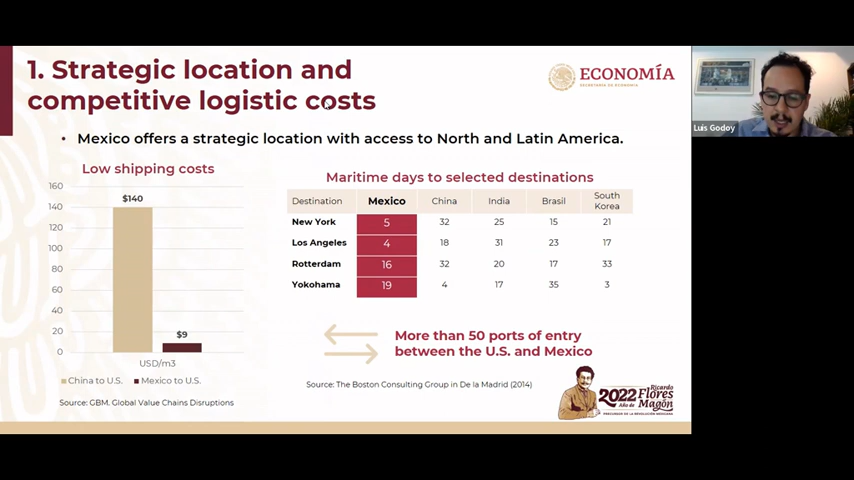 1. Strategic location and
competitive logistic costs
ECONOMÍA
SECRETARÍA DE ECONOMÍA
• Mexico offers a strategic location with access to North and Latin America.
Low shipping costs
160
140
120
100
80
60
40
20
0
$140
$9
USD/m3
China to U.S. Mexico to U.S.
Source: GBM. Global Value Chains Disruptions
Maritime days to selected destinations
Destination Mexico China India Brasil South Korea
New York 5 32 25 15 21
Los Angeles 4 18 31 23 17
Rotterdam 16 32 20 17 33
Yokohama 19 4 17 35 3
More than 50 ports of entry
between the U.S. and Mexico
Source: The Boston Consulting Group in De la Madrid (2014)
2022 Ricardo
Año de Flores
Magón
PRECURSOR DE LA REVOLUCIÓN MEXICANA
Luis Godoy